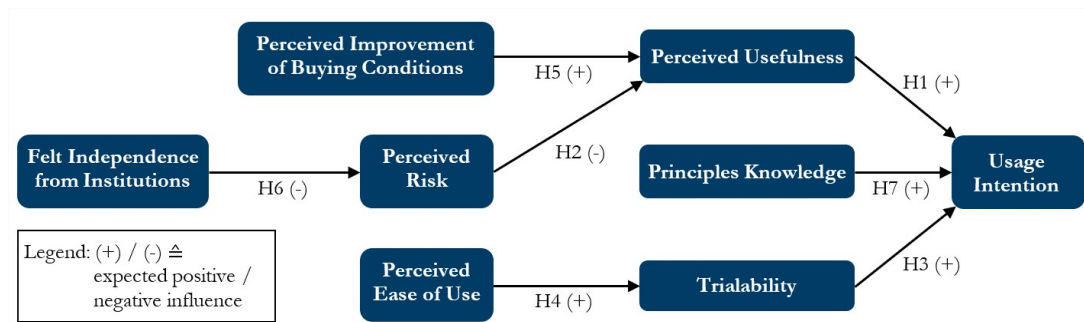 Perceived Improvement
of Buying Conditions
H5 (+)
Perceived Usefulness
H1 (+)
Felt Independence
from Institutions
H6 (-)
Perceived
Risk
H2 (-)
Principles Knowledge
H7 (+)
Usage
Intention
Legend: (+) / (-) ≙
expected positive /
negative influence
Perceived
Ease of Use
H4 (+)
Trialability
H3 (+)